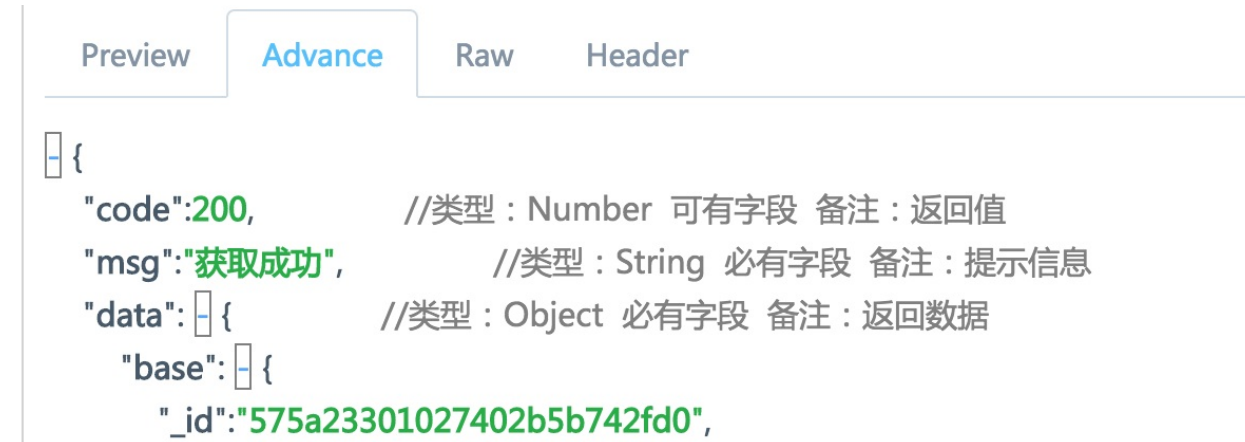 Preview Advance Raw Header
- {
"code":200, //类型：Number 可有字段 备注：返回值
"msg":"获取成功", //类型：String 必有字段 备注：提示信息
"data": - { //类型：Object 必有字段 备注：返回数据
"base": - {
"_id":"575a23301027402b5b742fd0",